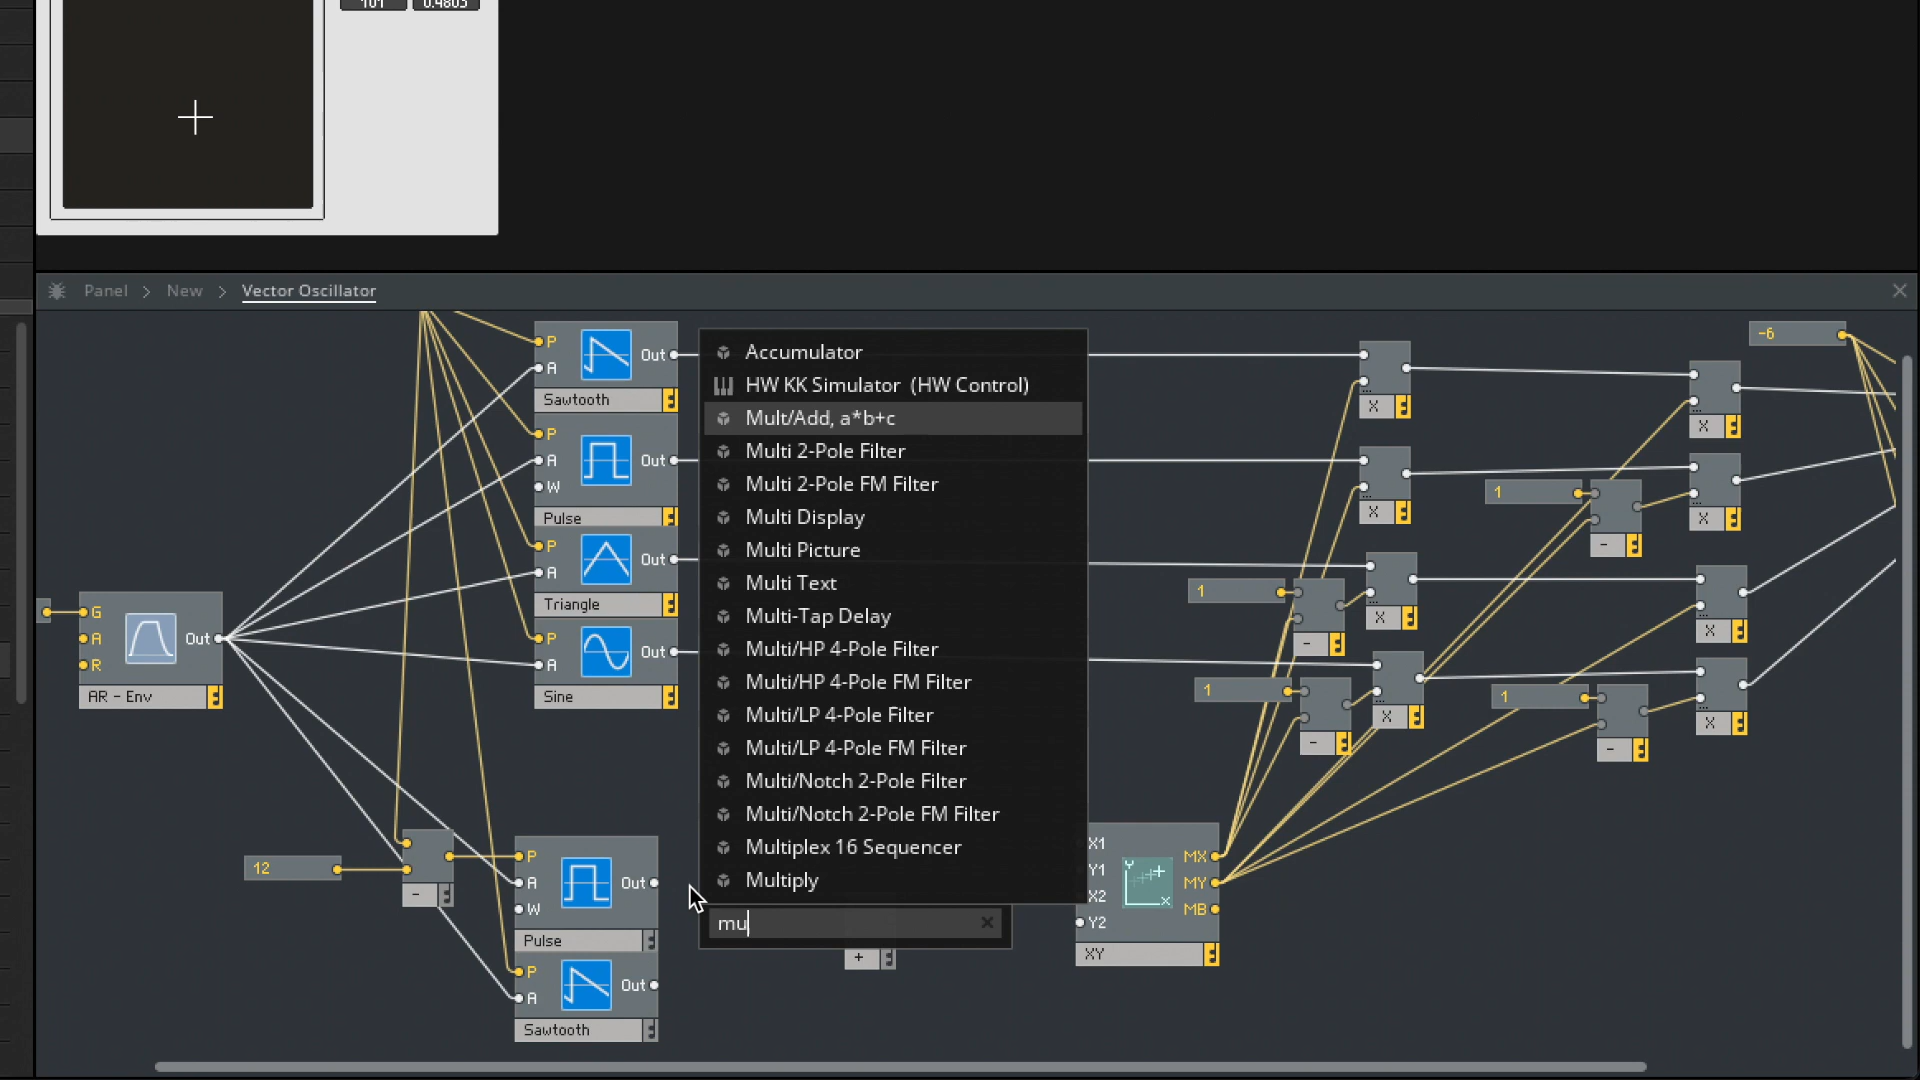 101 0.4803
Panel > New > Vector Oscillator
-6
P
A
Out
Sawtooth
P
A
W
Out
Pulse
P
A
Out
Triangle
P
A
Out
Sine
G
A
R
Out
AR - Env
Accumulator
HW KK Simulator (HW Control)
Mult/Add, a*b+c
Multi 2-Pole Filter
Multi 2-Pole FM Filter
Multi Display
Multi Picture
Multi Text
Multi-Tap Delay
Multi/HP 4-Pole Filter
Multi/HP 4-Pole FM Filter
Multi/LP 4-Pole Filter
Multi/LP 4-Pole FM Filter
Multi/Notch 2-Pole Filter
Multi/Notch 2-Pole FM Filter
Multiplex 16 Sequencer
Multiply
mu
+
X
X
X
X
1
-
1
-
1
-
1
-
X
X
X
X
12
-
P
A
W
Out
Pulse
P
A
Out
Sawtooth
X1
Y1
X2
Y2
Y
X
MX
MY
MB
XY